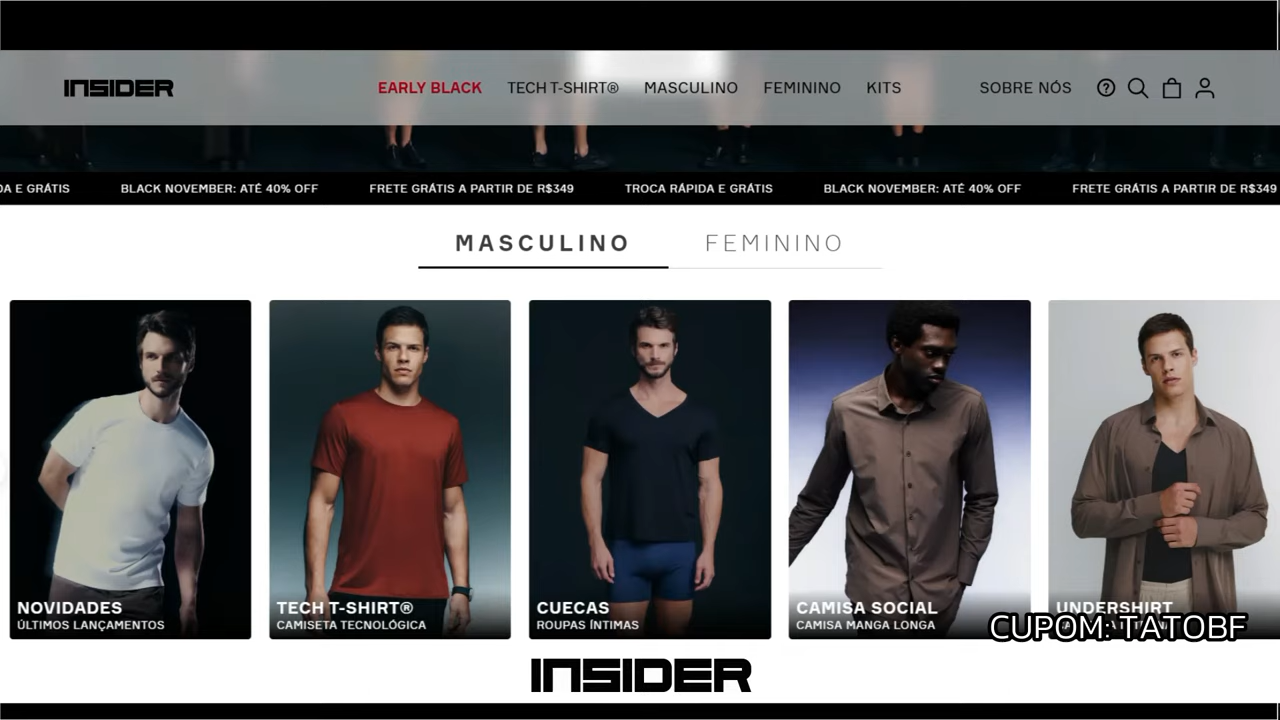 INSIDER
EARLY BLACK TECH T-SHIRT® MASCULINO FEMININO KITS SOBRE NÓS
DA E GRÁTIS BLACK NOVEMBER: ATÉ 40% OFF FRETE GRÁTIS A PARTIR DE R$349 TROCA RÁPIDA E GRÁTIS BLACK NOVEMBER: ATÉ 40% OFF FRETE GRÁTIS A PARTIR DE R$349
MASCULINO FEMININO
NOVIDADES
ÚLTIMOS LANÇAMENTOS
TECH T-SHIRT®
CAMISETA TECNOLÓGICA
CUECAS
ROUPAS ÍNTIMAS
CAMISA SOCIAL
CAMISA MANGA LONGA
UNDERSHIRT
CUPOM: TATOBF
INSIDER